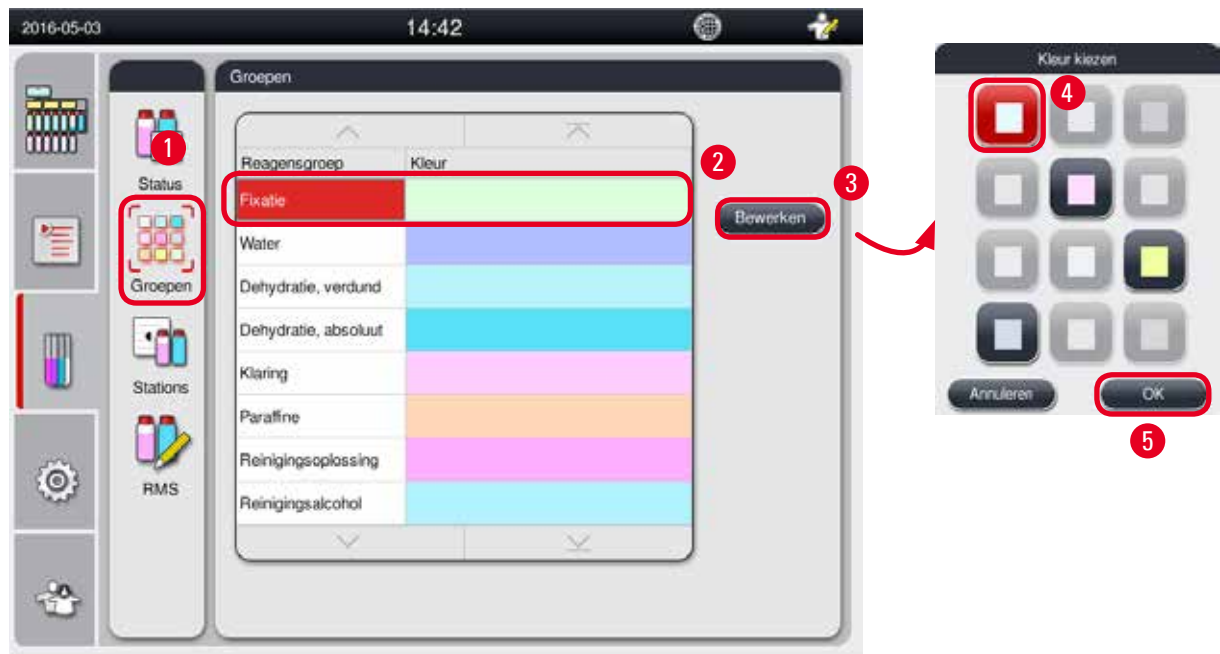 2016-05-03 14:42
Groepen
Kleur kiezen
4
1
Status
Groepen
Stations
RMS
Reagensgroep Kleur
2
Fixatie
Water
Dehydratie, verdund
Dehydratie, absoluut
Klaring
Paraffine
Reinigingsoplossing
Reinigingsalcohol
3
Bewerken
Annuleren OK
5